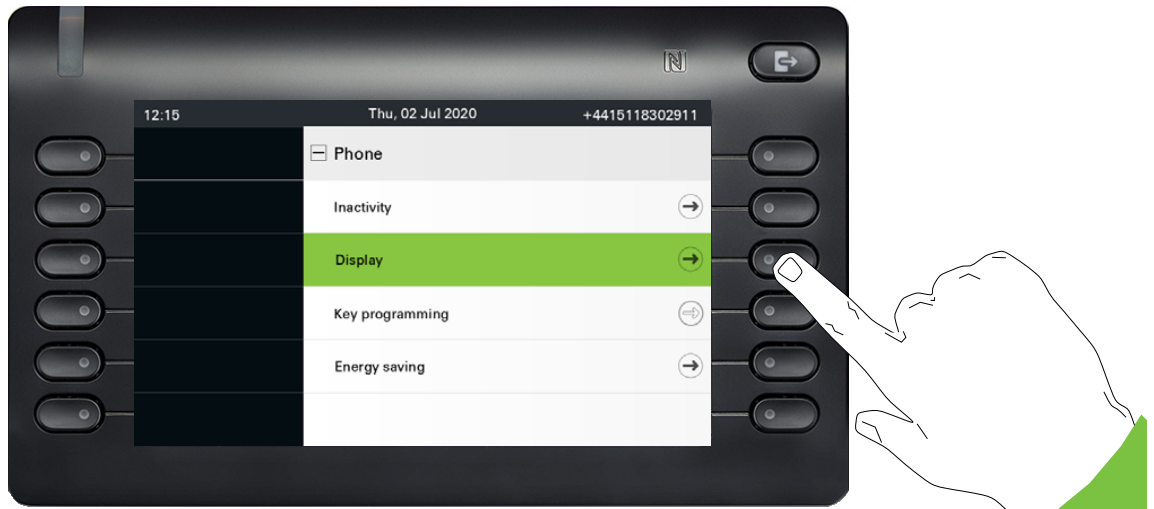 12:15 Thu, 02 Jul 2020 +4415118302911
Phone
Inactivity
Display
Key programming
Energy saving